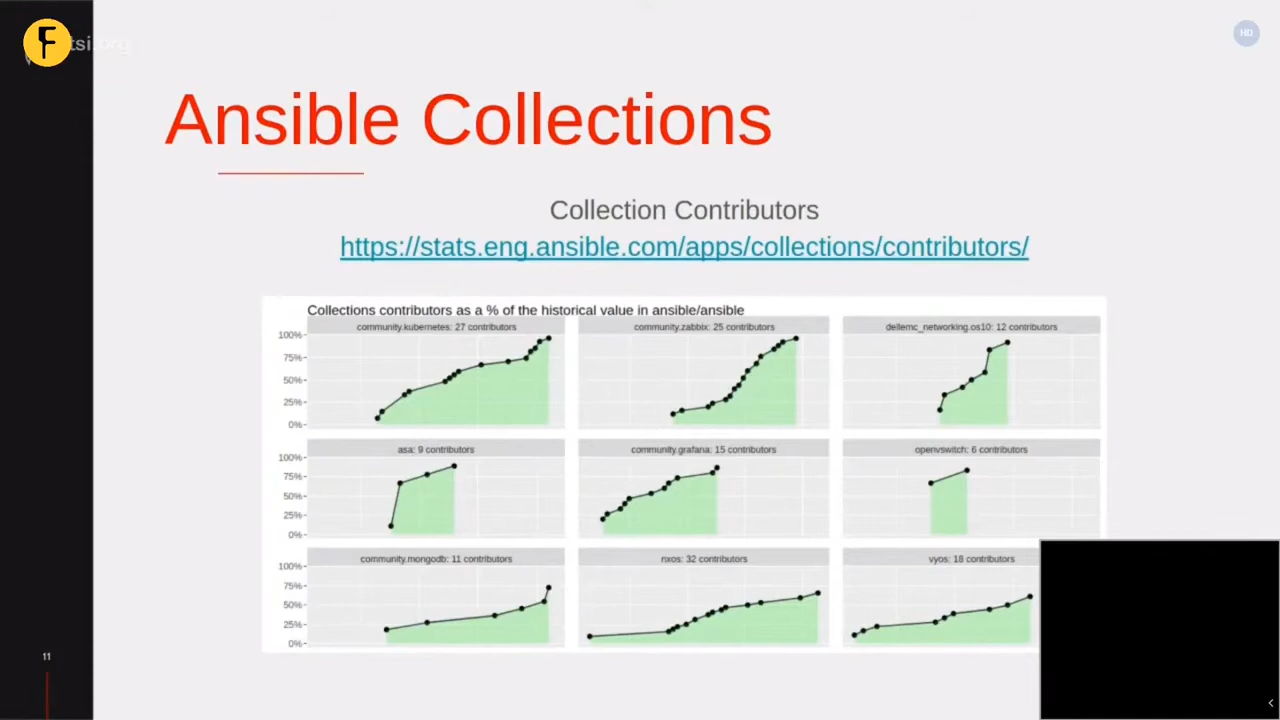 HD
Ansible Collections
Collection Contributors
https://stats.eng.ansible.com/apps/collections/contributors/
Collections contributors as a % of the historical value in ansible/ansible
community.kubernetes: 27 contributors
community.zabbix: 25 contributors
dellemc_networking.os10: 12 contributors
100%
75%
50%
25%
0%
asa: 9 contributors
community.grafana: 15 contributors
openvswitch: 6 contributors
100%
75%
50%
25%
0%
community.mongodb: 11 contributors
nxos: 32 contributors
vyos: 18 contributors
100%
75%
50%
25%
0%
11